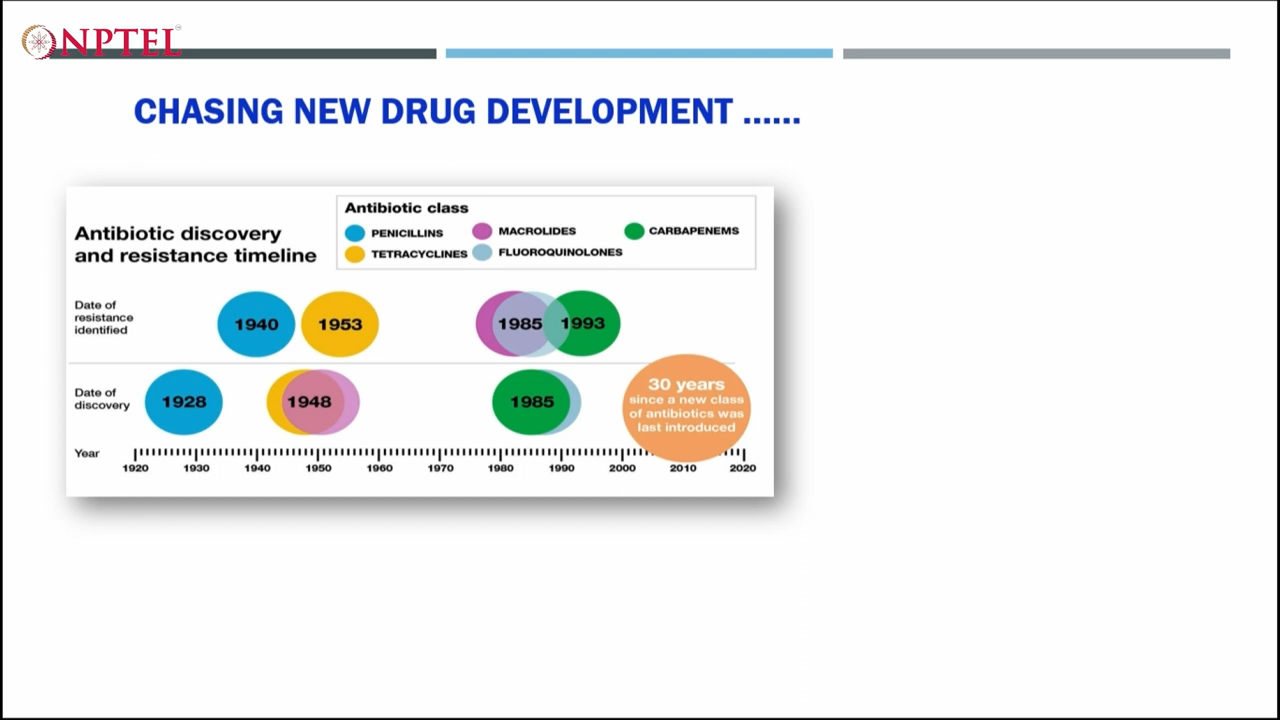 NPTEL
CHASING NEW DRUG DEVELOPMENT ......
Antibiotic discovery
and resistance timeline
Antibiotic class
PENICILLINS
MACROLIDES
CARBAPENEMS
TETRACYCLINES
FLUOROQUINOLONES
Date of
resistance
identified
1940
1953
1985
1993
Date of
discovery
1928
1948
1985
30 years
since a new class
of antibiotics was
last introduced
Year
1920 1930 1940 1950 1960 1970 1980 1990 2000 2010 2020